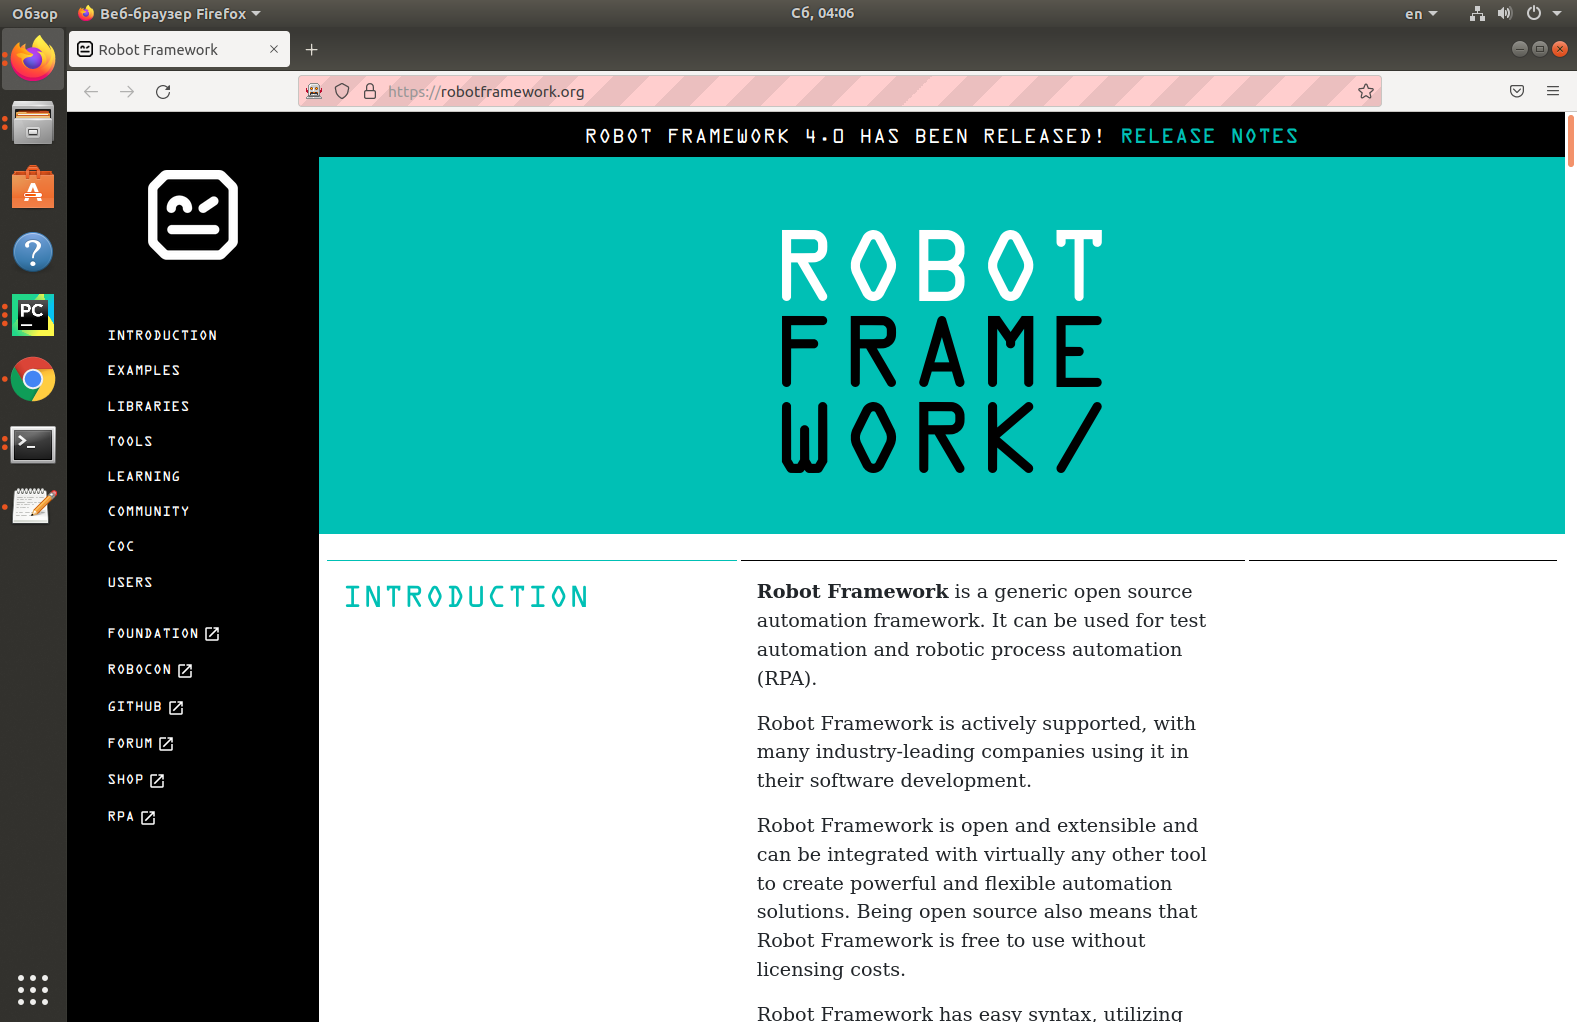 Обзор Веб-браузер Firefox Сб, 04:06 en
Robot Framework
https://robotframework.org
ROBOT FRAMEWORK 4.0 HAS BEEN RELEASED! RELEASE NOTES
ROBOT
FRAME
WORK/
INTRODUCTION
EXAMPLES
LIBRARIES
TOOLS
LEARNING
COMMUNITY
COC
USERS
FOUNDATION
ROBOCON
GITHUB
FORUM
SHOP
RPA
PC
INTRODUCTION
Robot Framework is a generic open source
automation framework. It can be used for test
automation and robotic process automation
(RPA).
Robot Framework is actively supported, with
many industry-leading companies using it in
their software development.
Robot Framework is open and extensible and
can be integrated with virtually any other tool
to create powerful and flexible automation
solutions. Being open source also means that
Robot Framework is free to use without
licensing costs.
Robot Framework has easy syntax, utilizing